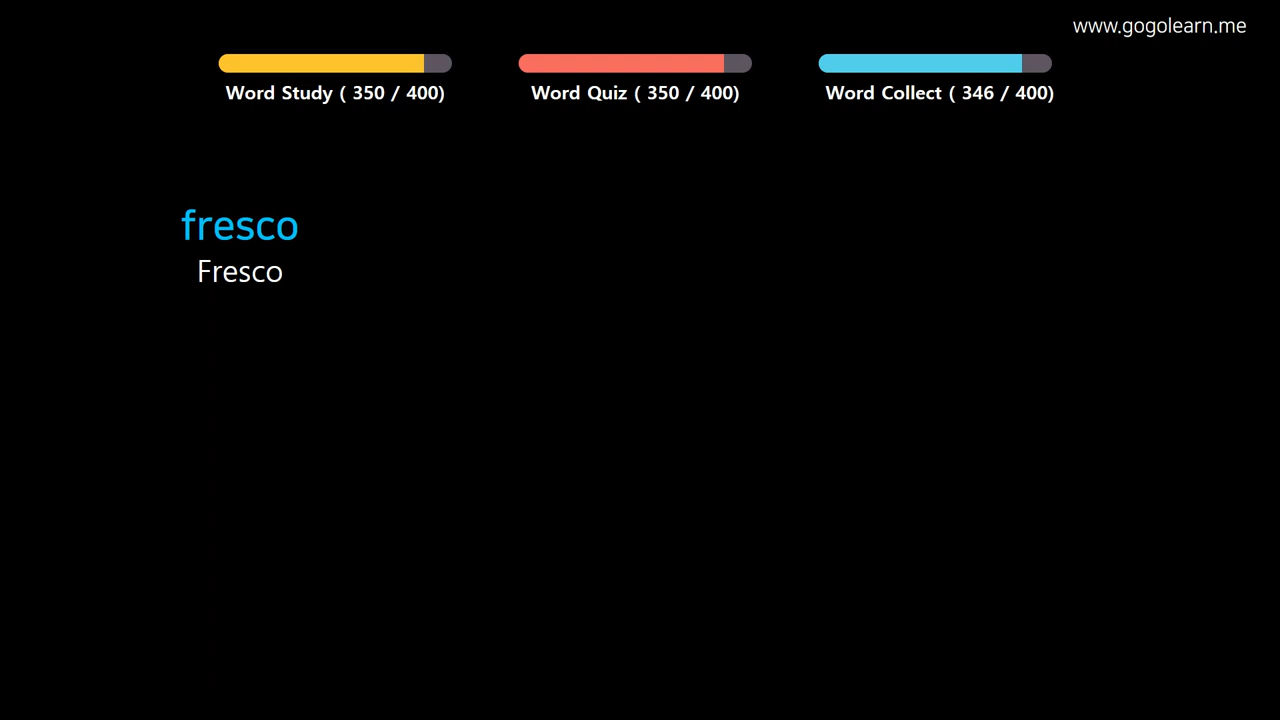 www.gogolearn.me
Word Study ( 350 / 400)
Word Quiz ( 350 / 400)
Word Collect ( 346 / 400)
fresco
Fresco